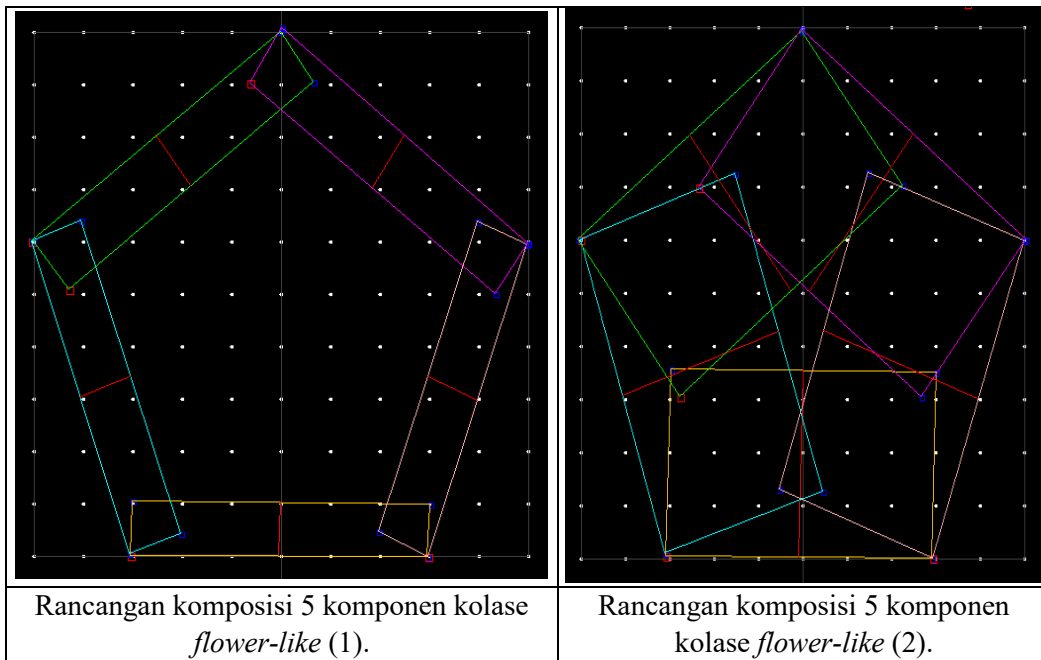 Rancangan komposisi 5 komponen kolase
flower-like (1).
Rancangan komposisi 5 komponen
kolase flower-like (2).